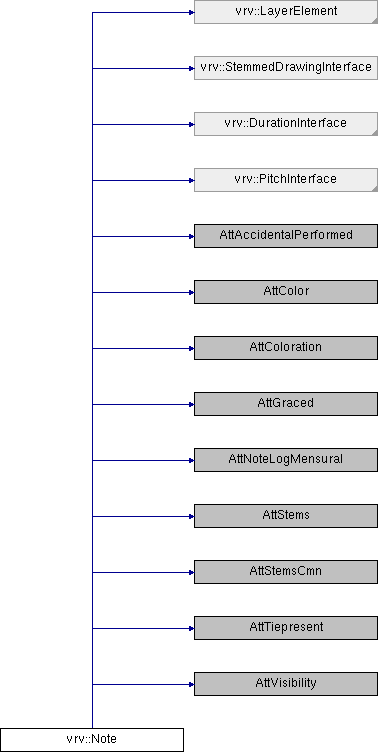 vrv::LayerElement
vrv::StemmedDrawingInterface
vrv::DurationInterface
vrv::PitchInterface
AttAccidentalPerformed
AttColor
AttColoration
AttGraced
AttNoteLogMensural
AttStems
AttStemsCmn
AttTiepresent
AttVisibility
vrv::Note